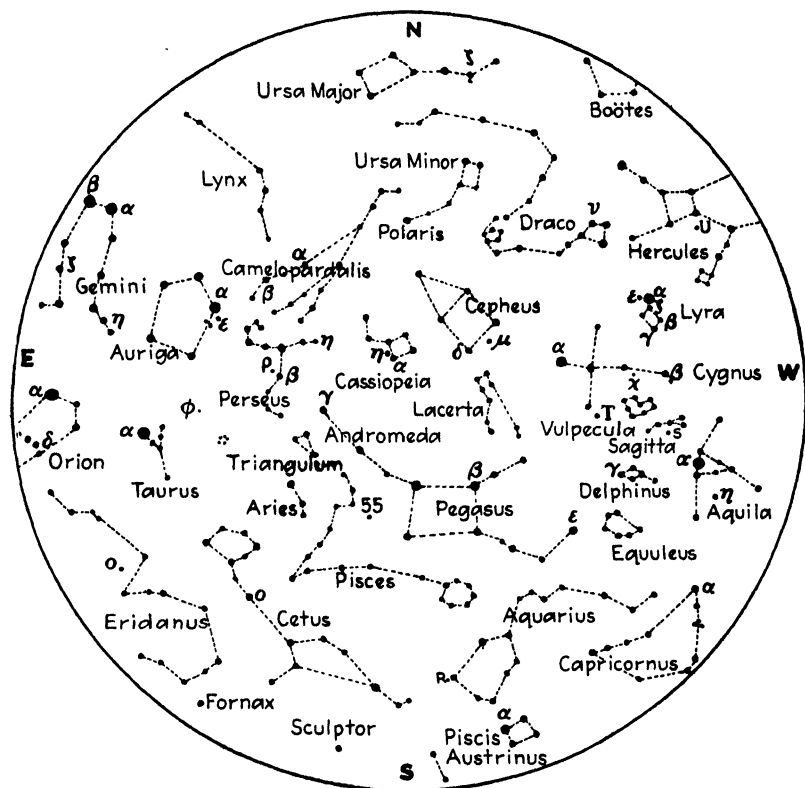 N
ζ
Ursa Major
Boötes
Ursa Minor
Lynx
β
α
Polaris
Draco
ν
ζ
U
Hercules
α
Camelopardalis
β
ζ
Gemini
η
α
ε
Auriga
Cepheus
δ
μ
ε
α
ζ
β
γ
Lyra
η
ρ
β
Perseus
η
α
Cassiopeia
E
W
α
β
Cygnus
χ
α
δ
Orion
φ
γ
Andromeda
Lacerta
T
Vulpecula
S
Sagitta
α
Taurus
Triangulum
Aries
55
β
Pegasus
ε
γ
Delphinus
α
η
Aquila
Equuleus
ο
Eridanus
ο
Cetus
Pisces
Aquarius
α
Capricornus
R
Fornax
Sculptor
α
Piscis
Austrinus
S